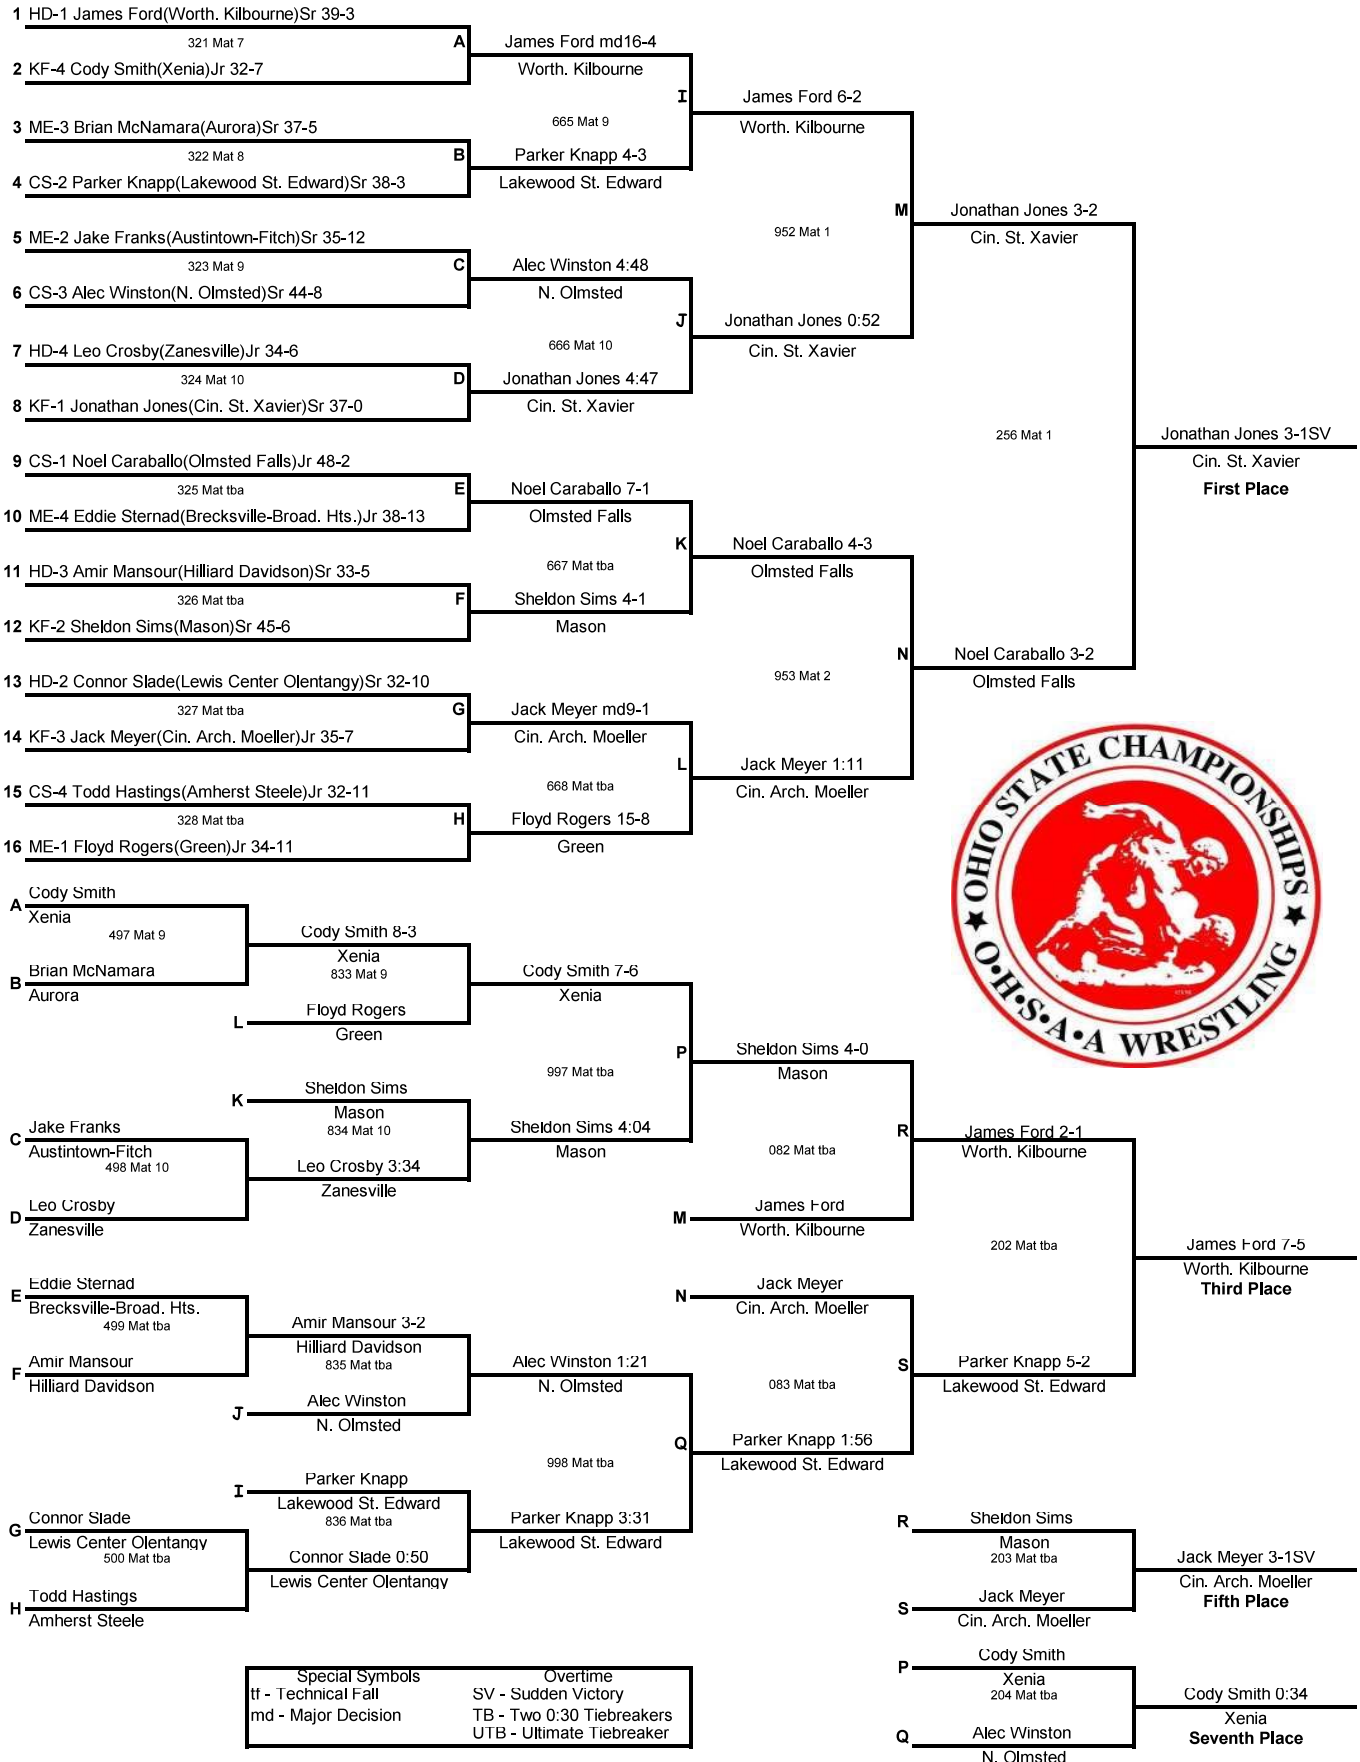 1 HD-1 James Ford(Worth. Kilbourne)Sr 39-3
321 Mat 7
A
2 KF-4 Cody Smith(Xenia)Jr 32-7
James Ford md16-4
Worth. Kilbourne
3 ME-3 Brian McNamara(Aurora)Sr 37-5
322 Mat 8
B
4 CS-2 Parker Knapp(Lakewood St. Edward)Sr 38-3
Parker Knapp 4-3
Lakewood St. Edward
I
665 Mat 9
James Ford 6-2
Worth. Kilbourne
5 ME-2 Jake Franks(Austintown-Fitch)Sr 35-12
323 Mat 9
C
6 CS-3 Alec Winston(N. Olmsted)Sr 44-8
Alec Winston 4:48
N. Olmsted
7 HD-4 Leo Crosby(Zanesville)Jr 34-6
324 Mat 10
D
8 KF-1 Jonathan Jones(Cin. St. Xavier)Sr 37-0
Jonathan Jones 4:47
Cin. St. Xavier
J
666 Mat 10
Jonathan Jones 0:52
Cin. St. Xavier
M
952 Mat 1
Jonathan Jones 3-2
Cin. St. Xavier
9 CS-1 Noel Caraballo(Olmsted Falls)Jr 48-2
325 Mat tba
E
10 ME-4 Eddie Sternad(Brecksville-Broad. Hts.)Jr 38-13
Noel Caraballo 7-1
Olmsted Falls
11 HD-3 Amir Mansour(Hilliard Davidson)Sr 33-5
326 Mat tba
F
12 KF-2 Sheldon Sims(Mason)Sr 45-6
Sheldon Sims 4-1
Mason
K
667 Mat tba
Noel Caraballo 4-3
Olmsted Falls
13 HD-2 Connor Slade(Lewis Center Olentangy)Sr 32-10
327 Mat tba
G
14 KF-3 Jack Meyer(Cin. Arch. Moeller)Jr 35-7
Jack Meyer md9-1
Cin. Arch. Moeller
15 CS-4 Todd Hastings(Amherst Steele)Jr 32-11
328 Mat tba
H
16 ME-1 Floyd Rogers(Green)Jr 34-11
Floyd Rogers 15-8
Green
L
668 Mat tba
Jack Meyer 1:11
Cin. Arch. Moeller
N
953 Mat 2
Noel Caraballo 3-2
Olmsted Falls
256 Mat 1
Jonathan Jones 3-1SV
Cin. St. Xavier
First Place
OHIO STATE CHAMPIONSHIPS
O•H•S•A•A WRESTLING
A Cody Smith
Xenia
497 Mat 9
B Brian McNamara
Aurora
Cody Smith 8-3
Xenia
833 Mat 9
L Floyd Rogers
Green
Cody Smith 7-6
Xenia
K Sheldon Sims
Mason
834 Mat 10
C Jake Franks
Austintown-Fitch
498 Mat 10
D Leo Crosby
Zanesville
Leo Crosby 3:34
Zanesville
Sheldon Sims 4:04
Mason
P
997 Mat tba
Sheldon Sims 4-0
Mason
R
082 Mat tba
M James Ford
Worth. Kilbourne
James Ford 2-1
Worth. Kilbourne
E Eddie Sternad
Brecksville-Broad. Hts.
499 Mat tba
F Amir Mansour
Hilliard Davidson
Amir Mansour 3-2
Hilliard Davidson
835 Mat tba
J Alec Winston
N. Olmsted
Alec Winston 1:21
N. Olmsted
I Parker Knapp
Lakewood St. Edward
836 Mat tba
G Connor Slade
Lewis Center Olentangy
500 Mat tba
H Todd Hastings
Amherst Steele
Connor Slade 0:50
Lewis Center Olentangy
Parker Knapp 3:31
Lakewood St. Edward
Q
998 Mat tba
Parker Knapp 1:56
Lakewood St. Edward
N Jack Meyer
Cin. Arch. Moeller
S
083 Mat tba
Parker Knapp 5-2
Lakewood St. Edward
202 Mat tba
James Ford 7-5
Worth. Kilbourne
Third Place
R Sheldon Sims
Mason
203 Mat tba
S Jack Meyer
Cin. Arch. Moeller
Jack Meyer 3-1SV
Cin. Arch. Moeller
Fifth Place
P Cody Smith
Xenia
204 Mat tba
Q Alec Winston
N. Olmsted
Cody Smith 0:34
Xenia
Seventh Place
Special Symbols Overtime
tf - Technical Fall SV - Sudden Victory
md - Major Decision TB - Two 0:30 Tiebreakers
UTB - Ultimate Tiebreaker